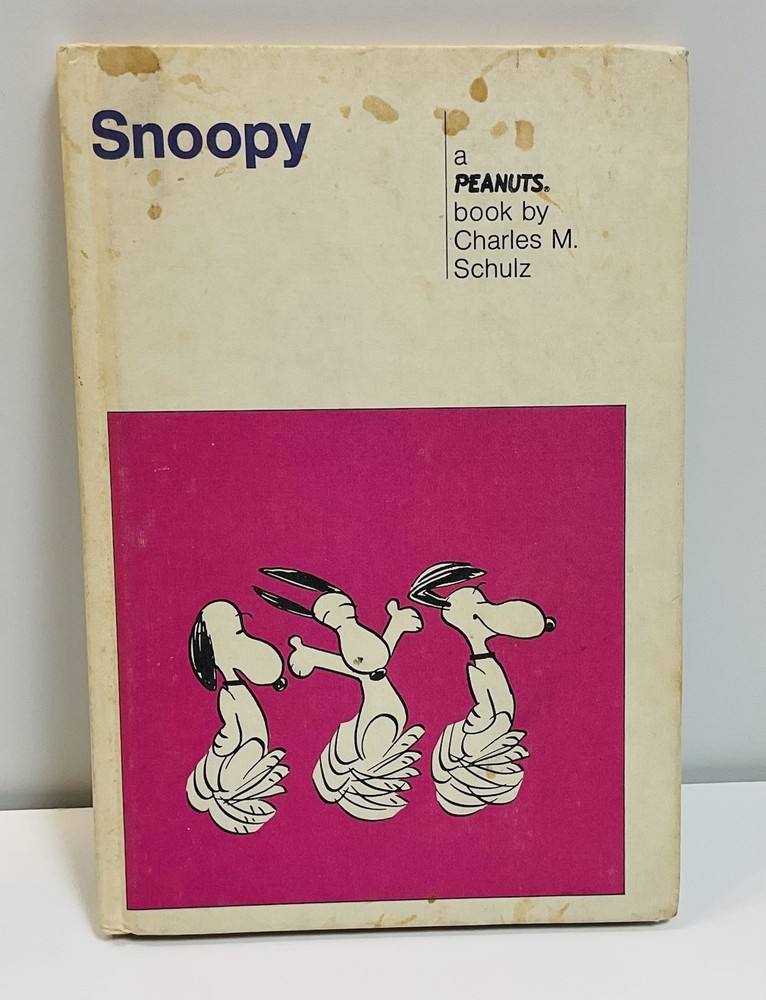 Snoopy
a
PEANUTS®
book by
Charles M.
Schulz